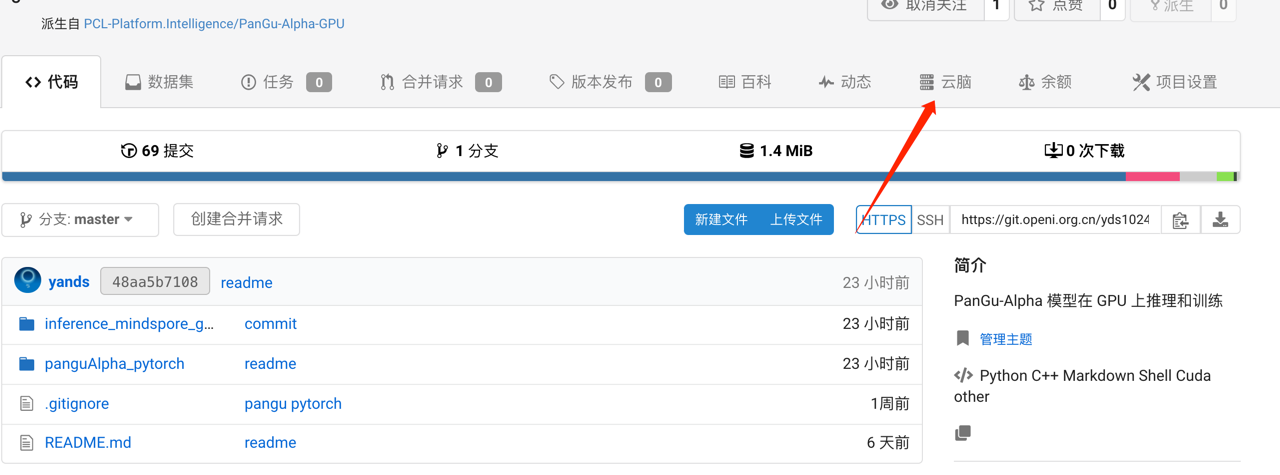 派生自 PCL-Platform.Intelligence/PanGu-Alpha-GPU
取消关注 1 点赞 0 派生 0
代码 数据集 任务 0 合并请求 0 版本发布 0 百科 动态 云脑 余额 项目设置
69 提交 1 分支 1.4 MiB 0 次下载
分支: master 创建合并请求 新建文件 上传文件 HTTPS SSH https://git.openi.org.cn/yds1024
yands 48aa5b7108 readme 23 小时前
inference_mindspore_g... commit 23 小时前
panguAlpha_pytorch readme 23 小时前
.gitignore pangu pytorch 1周前
README.md readme 6 天前
简介
PanGu-Alpha 模型在 GPU 上推理和训练
管理主题
Python C++ Markdown Shell Cuda
other